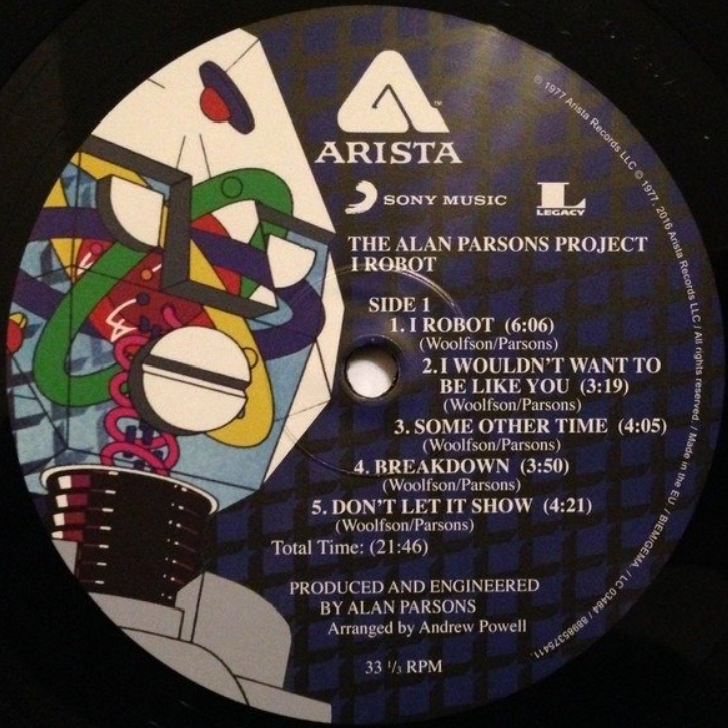 ARISTA
™
SONY MUSIC
LEGACY
THE ALAN PARSONS PROJECT
I ROBOT
SIDE 1
1. I ROBOT (6:06)
(Woolfson/Parsons)
2. I WOULDN'T WANT TO
BE LIKE YOU (3:19)
(Woolfson/Parsons)
3. SOME OTHER TIME (4:05)
(Woolfson/Parsons)
4. BREAKDOWN (3:50)
(Woolfson/Parsons)
5. DON'T LET IT SHOW (4:21)
(Woolfson/Parsons)
Total Time: (21:46)
PRODUCED AND ENGINEERED
BY ALAN PARSONS
Arranged by Andrew Powell
33 ⅓ RPM
℗ 1977 Arista Records LLC © 1977, 2016 Arista Records LLC / All rights reserved. / Made in the EU / BIEM/GEMA. / LC 03484 /